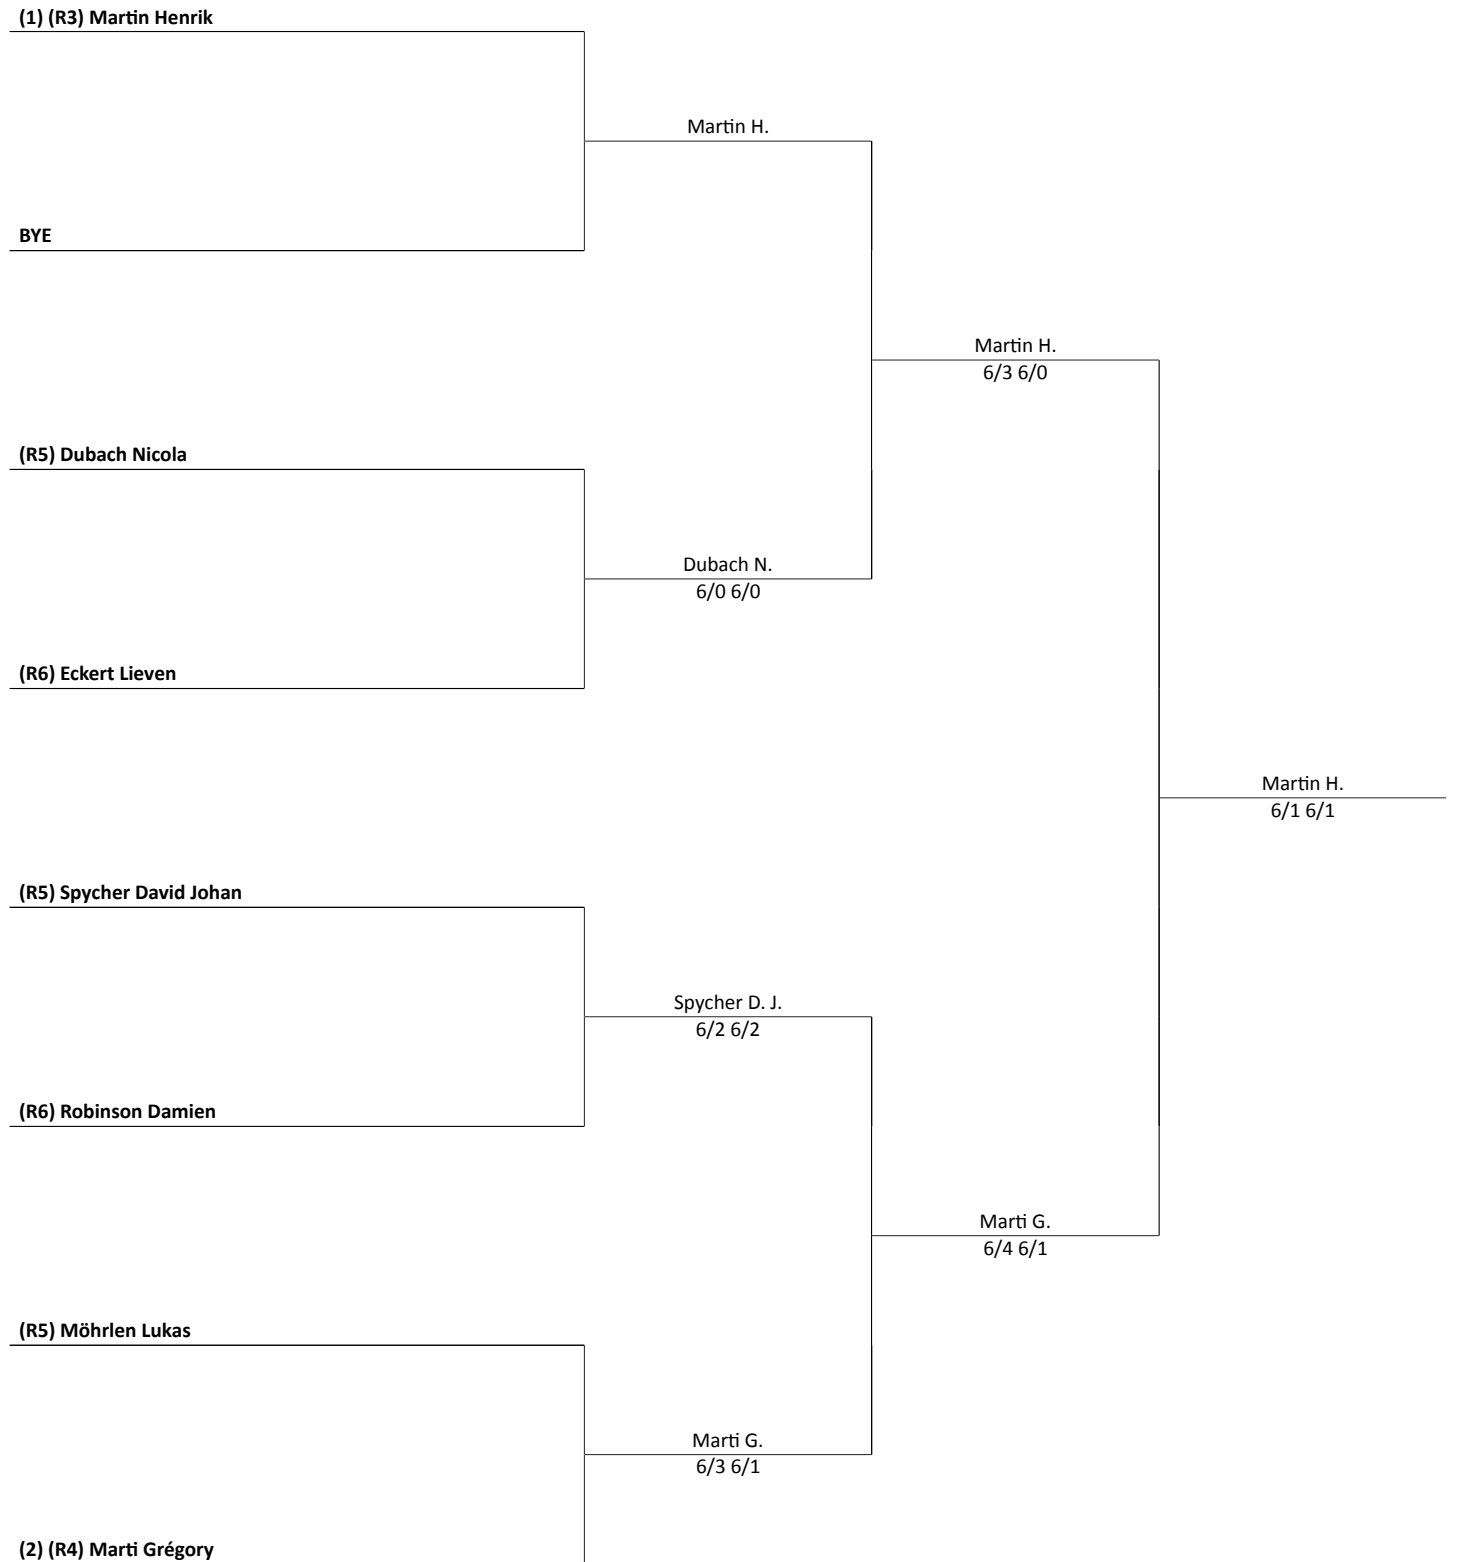 (1) (R3) Martin Henrik
Martin H.
BYE
Martin H.
6/3 6/0
(R5) Dubach Nicola
Dubach N.
6/0 6/0
(R6) Eckert Lieven
Martin H.
6/1 6/1
(R5) Spycher David Johan
Spycher D. J.
6/2 6/2
(R6) Robinson Damien
Marti G.
6/4 6/1
(R5) Möhrlen Lukas
Marti G.
6/3 6/1
(2) (R4) Marti Grégory